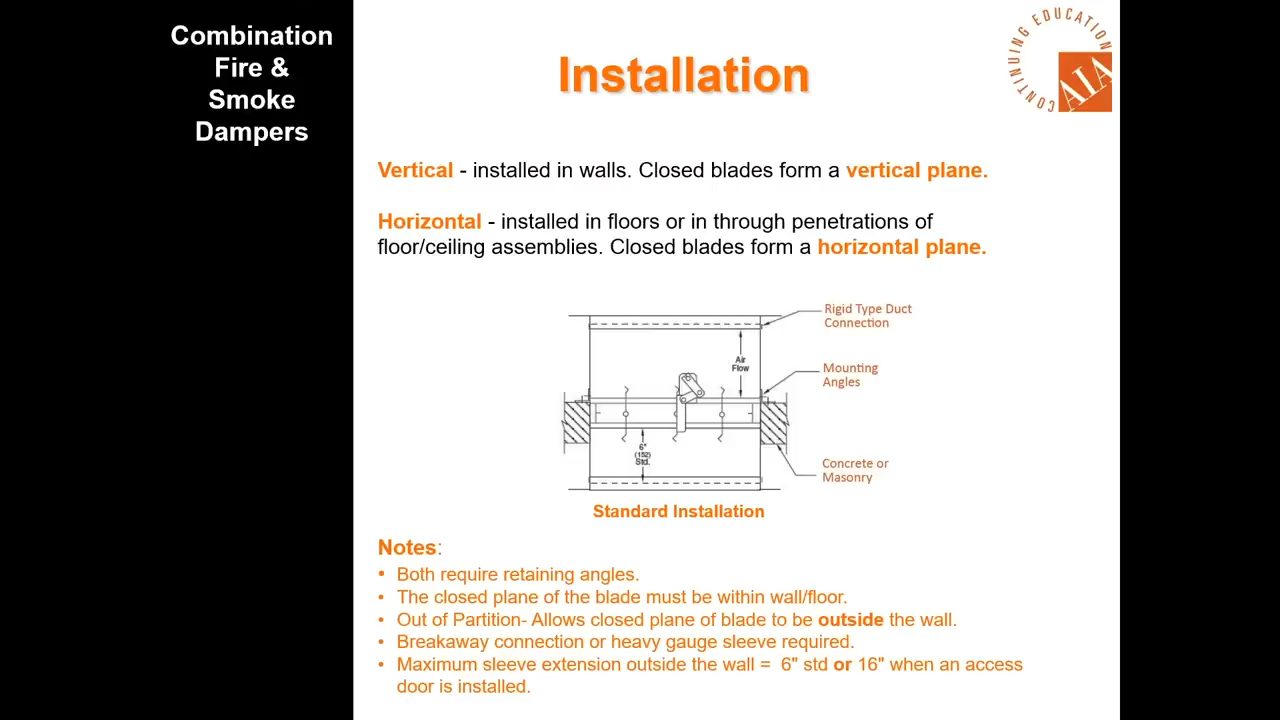 Combination
Fire &
Smoke
Dampers
Installation
CONTINUING EDUCATION
AIA
Vertical - installed in walls. Closed blades form a vertical plane.
Horizontal - installed in floors or in through penetrations of
floor/ceiling assemblies. Closed blades form a horizontal plane.
Rigid Type Duct
Connection
Air
Flow
Mounting
Angles
6"
(152)
Std.
Concrete or
Masonry
Standard Installation
Notes:
• Both require retaining angles.
• The closed plane of the blade must be within wall/floor.
• Out of Partition- Allows closed plane of blade to be outside the wall.
• Breakaway connection or heavy gauge sleeve required.
• Maximum sleeve extension outside the wall = 6" std or 16" when an access
door is installed.